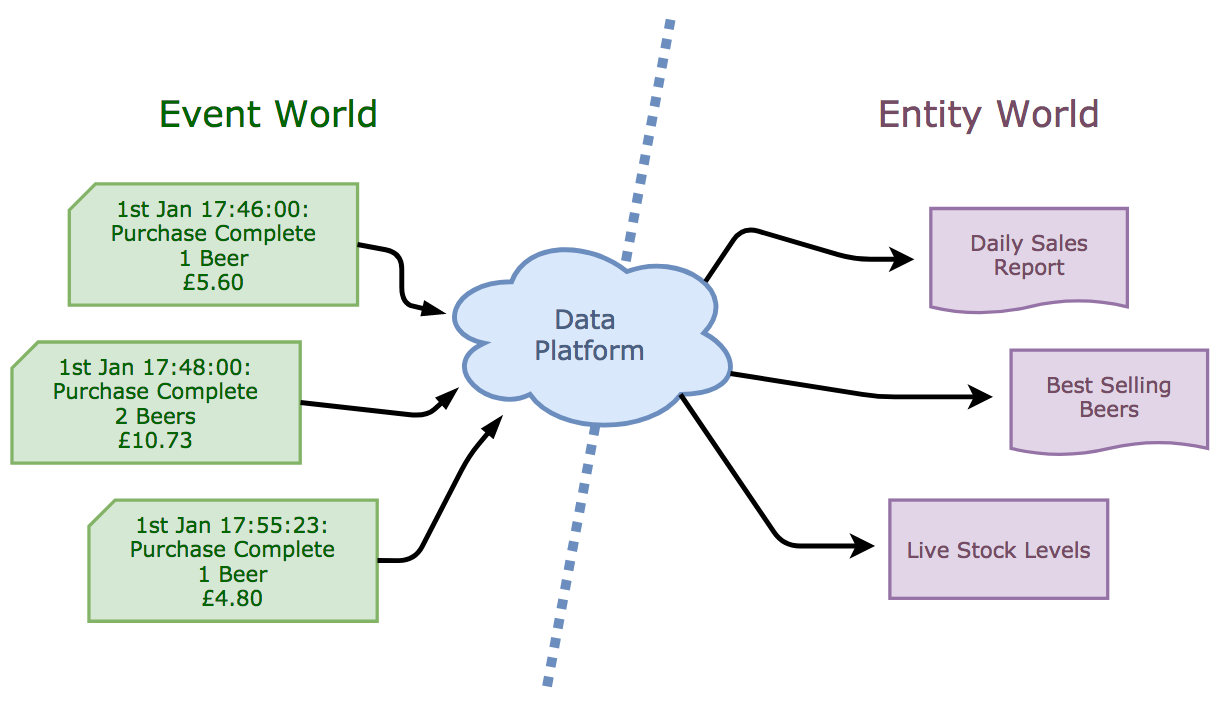 Event World
Entity World
1st Jan 17:46:00:
Purchase Complete
1 Beer
£5.60
1st Jan 17:48:00:
Purchase Complete
2 Beers
£10.73
1st Jan 17:55:23:
Purchase Complete
1 Beer
£4.80
Data
Platform
Daily Sales
Report
Best Selling
Beers
Live Stock Levels